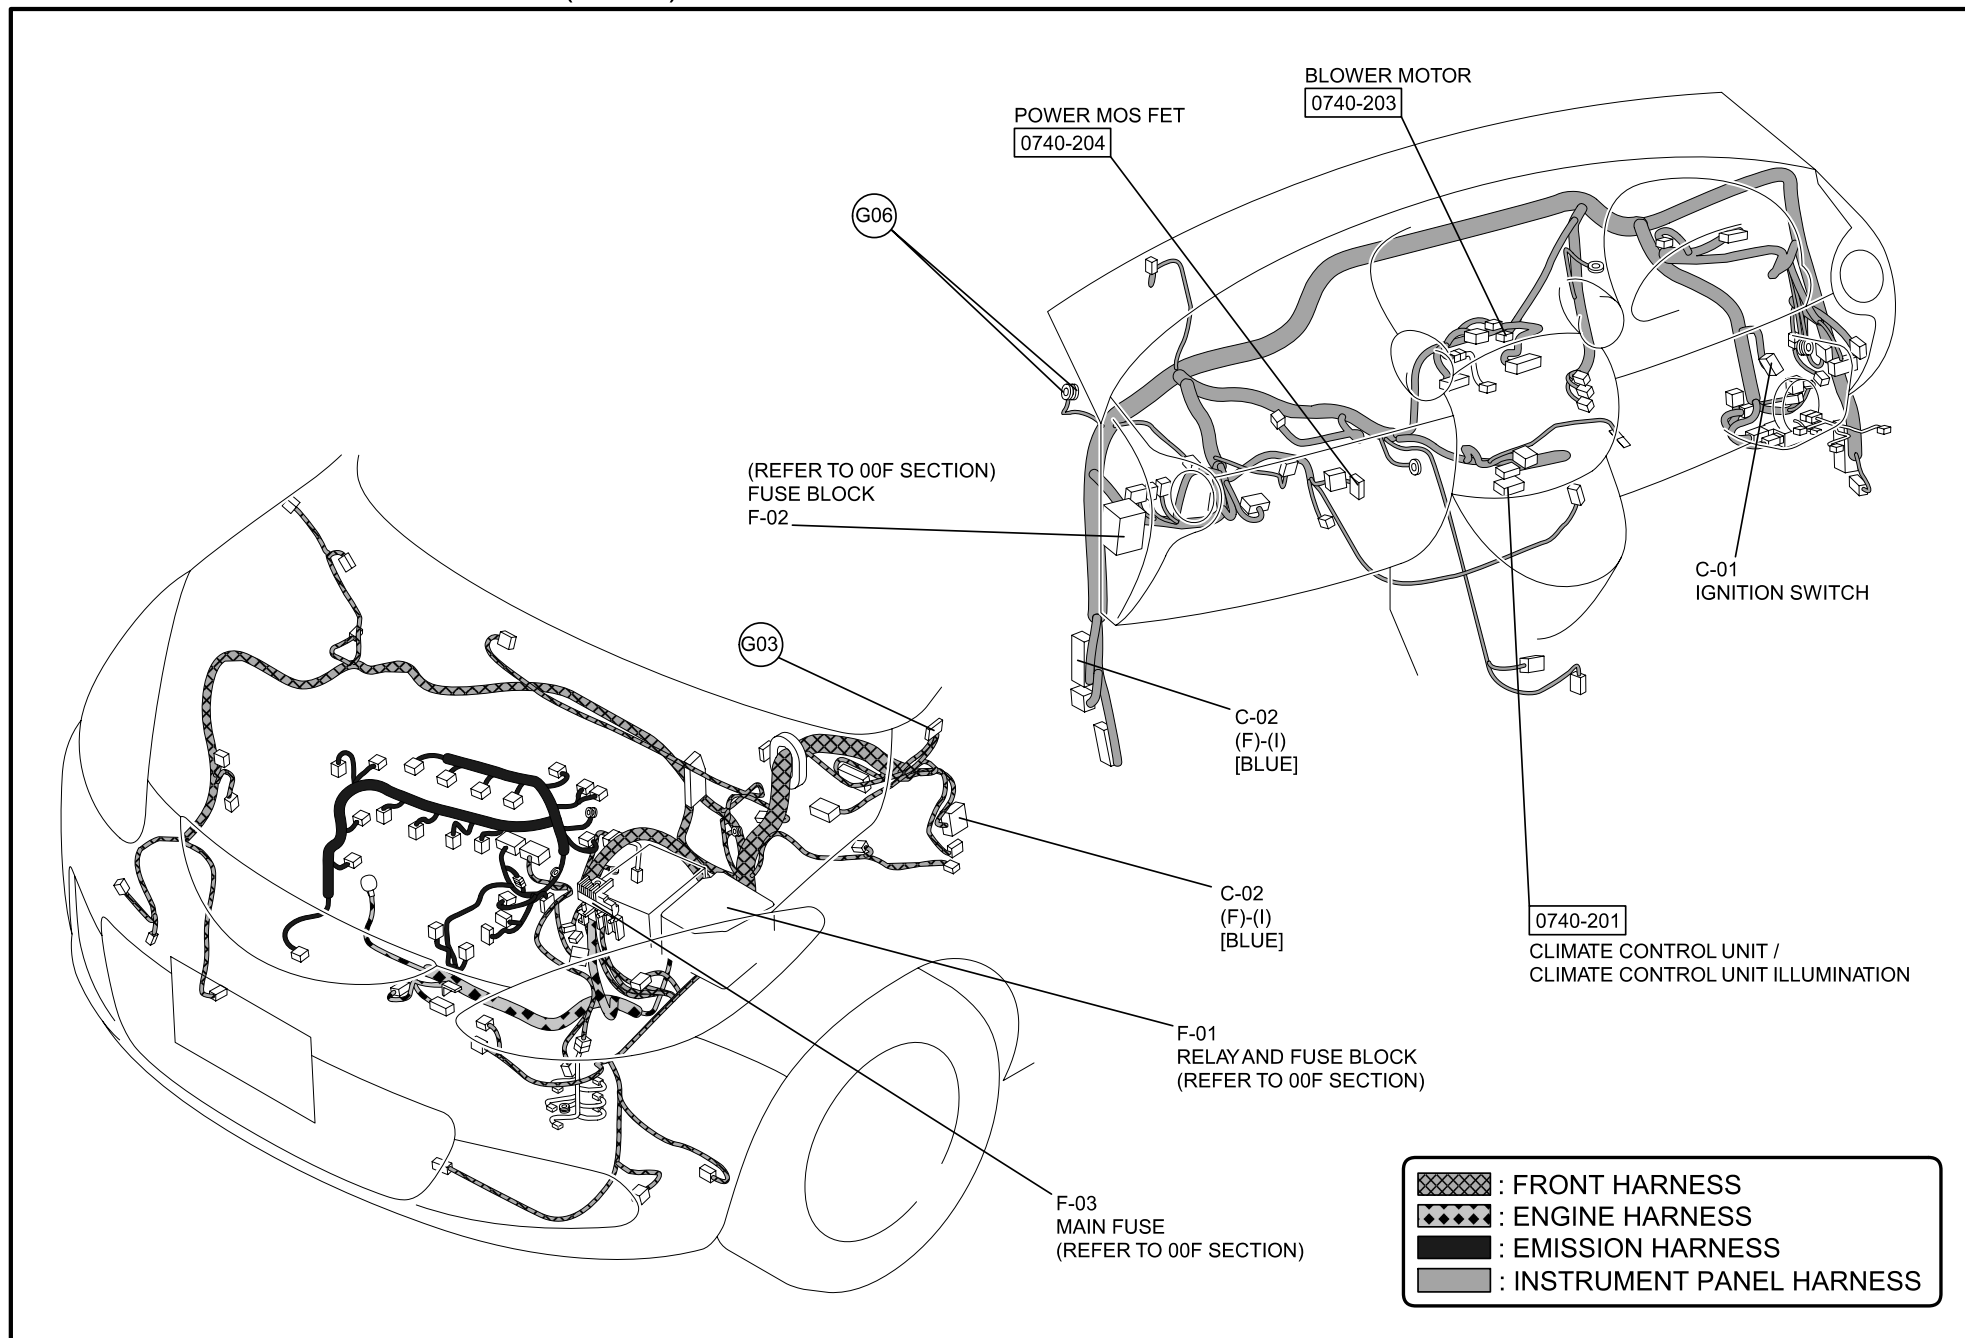 BLOWER MOTOR
0740-203
POWER MOS FET
0740-204
G06
(REFER TO 00F SECTION)
FUSE BLOCK
F-02
C-01
IGNITION SWITCH
G03
C-02
(F)-(I)
[BLUE]
C-02
(F)-(I)
[BLUE]
0740-201
CLIMATE CONTROL UNIT /
CLIMATE CONTROL UNIT ILLUMINATION
F-01
RELAY AND FUSE BLOCK
(REFER TO 00F SECTION)
F-03
MAIN FUSE
(REFER TO 00F SECTION)
: FRONT HARNESS
: ENGINE HARNESS
: EMISSION HARNESS
: INSTRUMENT PANEL HARNESS